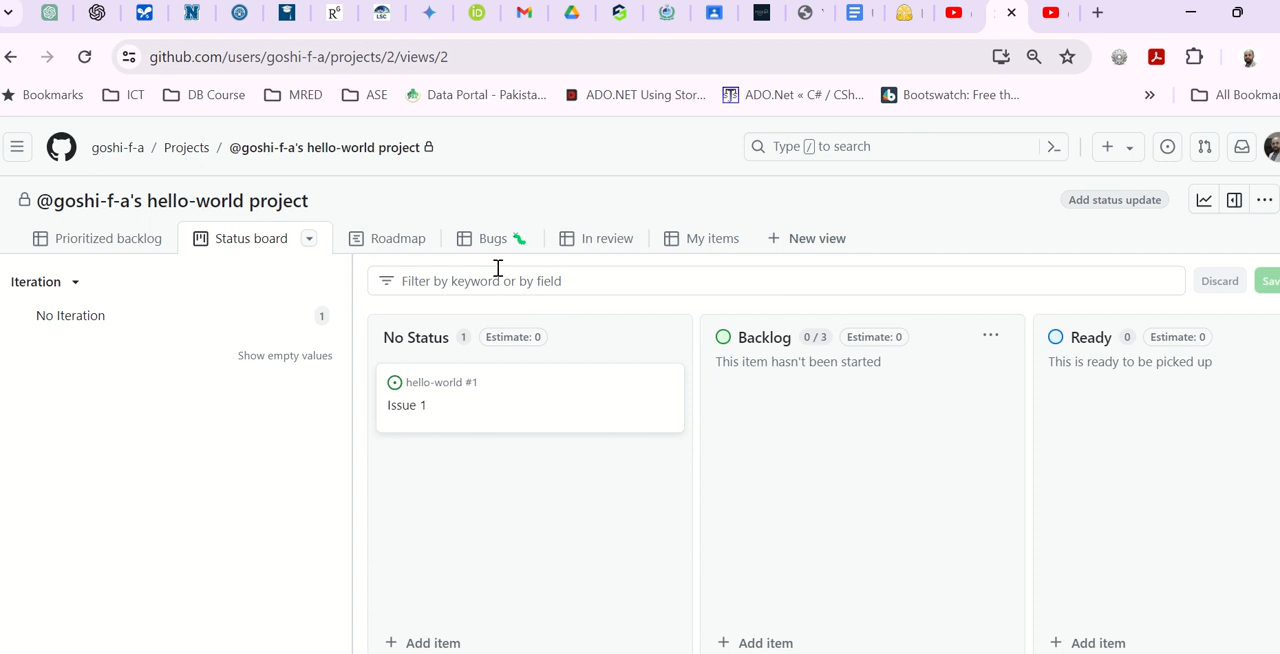 github.com/users/goshi-f-a/projects/2/views/2
Bookmarks ICT DB Course MRED ASE Data Portal - Pakista... ADO.NET Using Stor... ADO.Net « C# / CSh... Bootswatch: Free th... » All Bookmar
goshi-f-a / Projects / @goshi-f-a's hello-world project Type / to search
@goshi-f-a's hello-world project Add status update
Prioritized backlog Status board Roadmap Bugs In review My items + New view
Iteration Filter by keyword or by field Discard Sav
No Iteration 1
Show empty values
No Status 1 Estimate: 0
hello-world #1
Issue 1
+ Add item
Backlog 0 / 3 Estimate: 0
This item hasn't been started
+ Add item
Ready 0 Estimate: 0
This is ready to be picked up
+ Add item